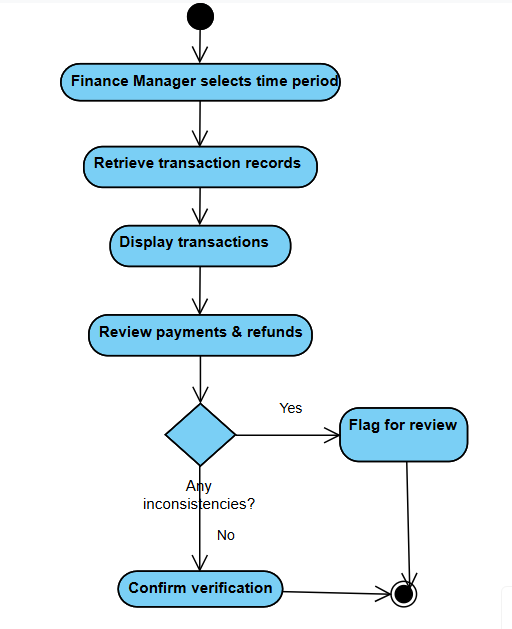 Finance Manager selects time period
Retrieve transaction records
Display transactions
Review payments & refunds
Yes
Flag for review
Any
inconsistencies?
No
Confirm verification